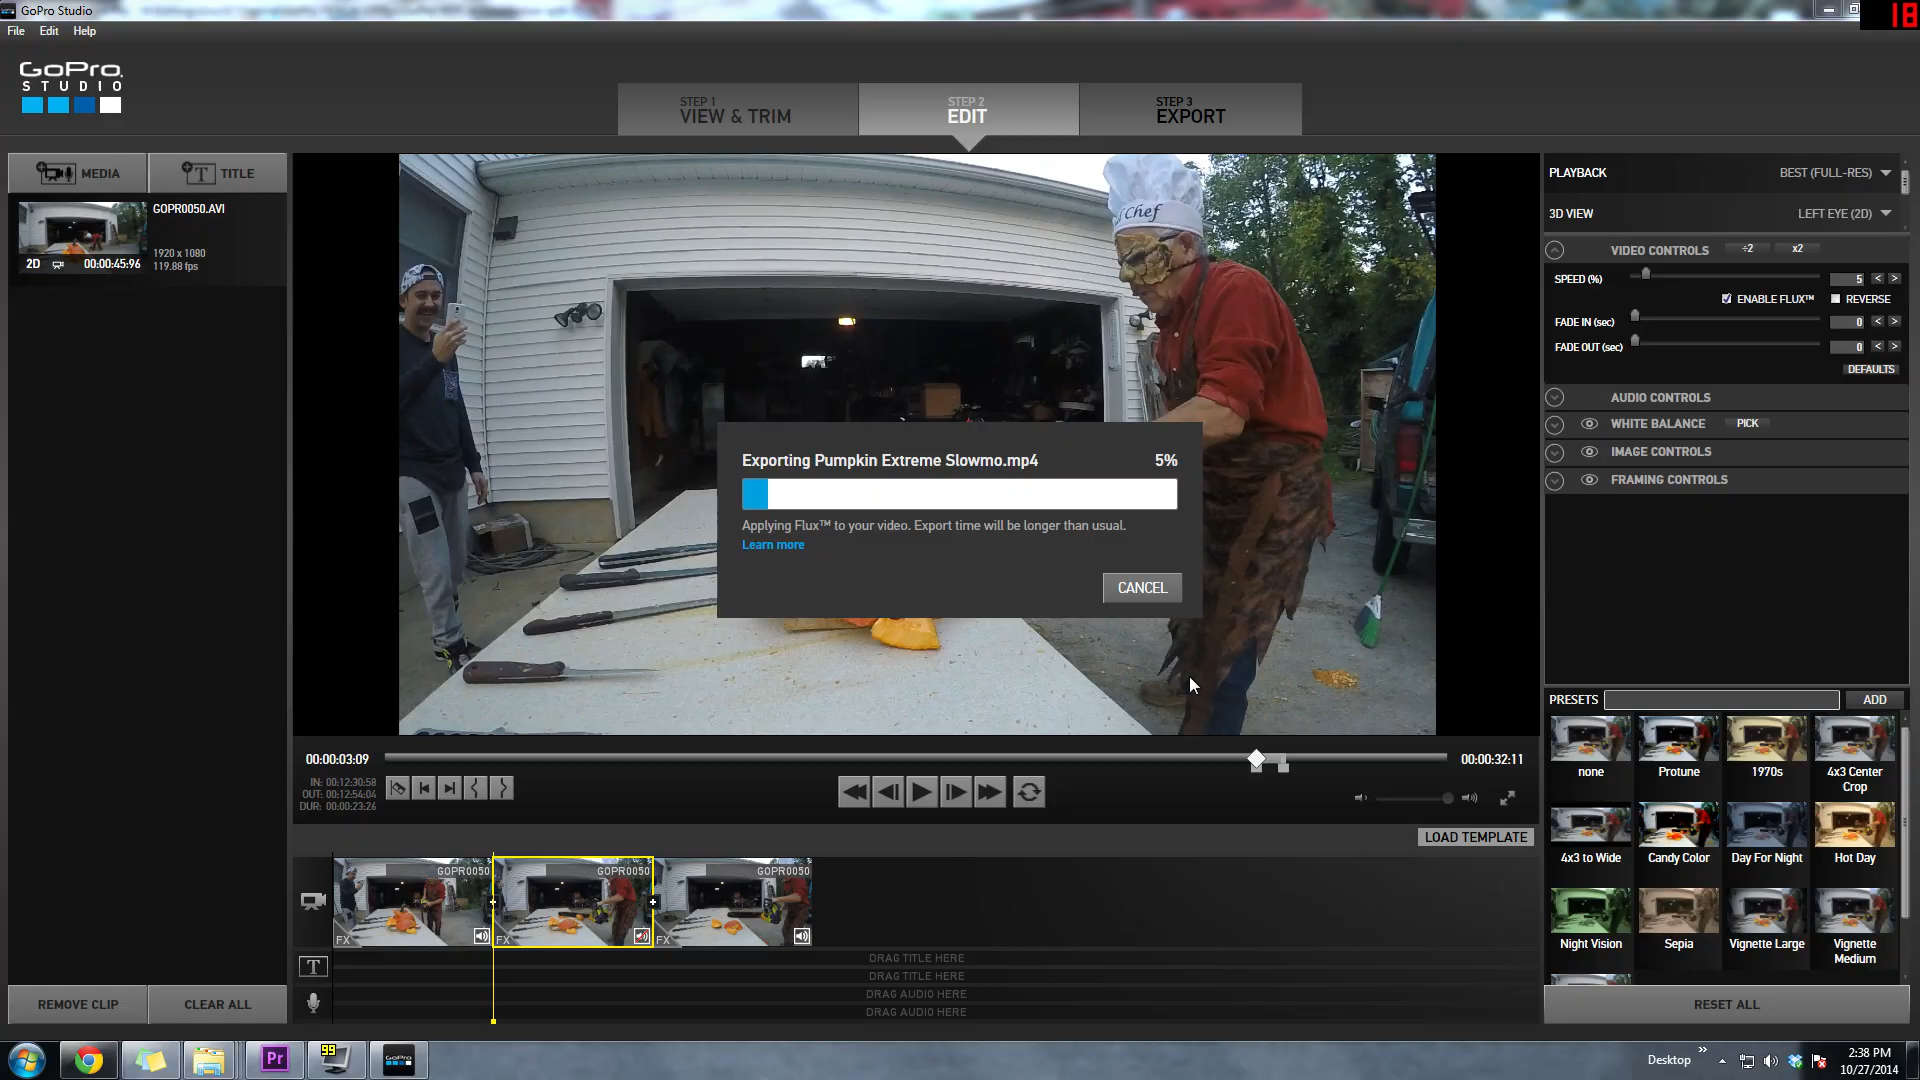 GoPro Studio
18
File Edit Help
GoPro
STUDIO
STEP 1
VIEW & TRIM
STEP 2
EDIT
STEP 3
EXPORT
MEDIA
TITLE
GOPR0050.AVI
1920 x 1080
119.88 fps
2D
00:00:45:96
Chef
PLAYBACK
BEST (FULL-RES)
3D VIEW
LEFT EYE (2D)
VIDEO CONTROLS
÷2
x2
SPEED (%)
5
< >
ENABLE FLUX™
REVERSE
FADE IN (sec)
0
< >
FADE OUT (sec)
0
< >
DEFAULTS
AUDIO CONTROLS
WHITE BALANCE
PICK
IMAGE CONTROLS
FRAMING CONTROLS
Exporting Pumpkin Extreme Slowmo.mp4
5%
Applying Flux™ to your video. Export time will be longer than usual.
Learn more
CANCEL
00:00:03:09
00:00:32:11
IN: 00:12:30:58
OUT: 00:12:54:04
DUR: 00:00:23:26
LOAD TEMPLATE
PRESETS
ADD
none
Protune
1970s
4x3 Center
Crop
4x3 to Wide
Candy Color
Day For Night
Hot Day
Night Vision
Sepia
Vignette Large
Vignette
Medium
GOPR0050
GOPR0050
GOPR0050
FX
FX
FX
T
DRAG TITLE HERE
DRAG TITLE HERE
DRAG AUDIO HERE
DRAG AUDIO HERE
REMOVE CLIP
CLEAR ALL
RESET ALL
Pr
99
GoPro
Desktop
2:38 PM
10/27/2014